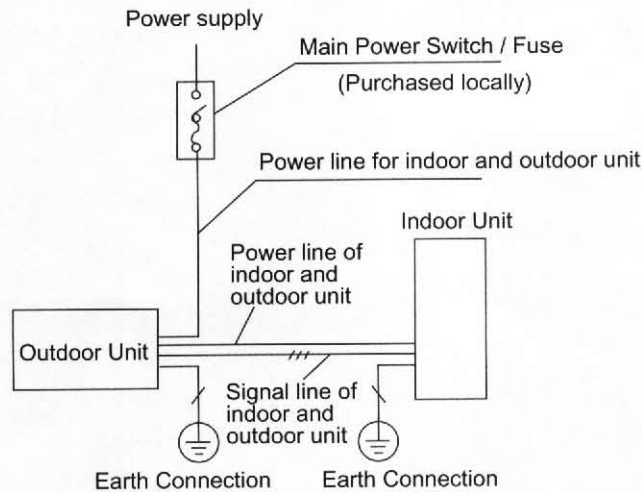 Power supply
Main Power Switch / Fuse
(Purchased locally)
Power line for indoor and outdoor unit
Indoor Unit
Power line of
indoor and
outdoor unit
Outdoor Unit
Signal line of
indoor and
outdoor unit
Earth Connection
Earth Connection